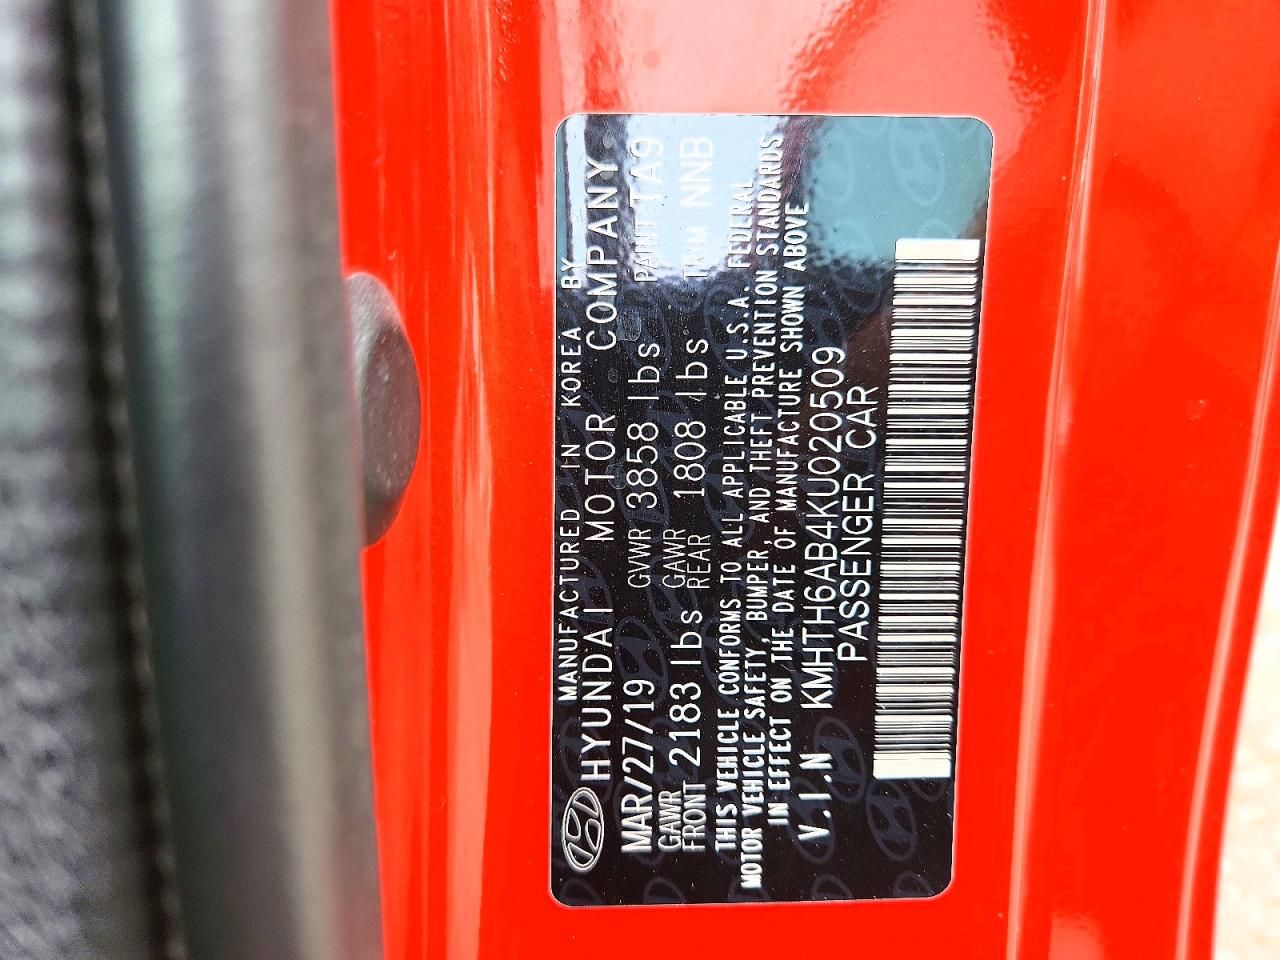 MANUFACTURED IN KOREA BY
HYUNDAI MOTOR COMPANY
MAR/27/19 GVWR 3858 lbs PAINT TA9
GAWR FRONT 2183 lbs GAWR REAR 1808 lbs TRIM NNB
THIS VEHICLE CONFORMS TO ALL APPLICABLE U.S.A. FEDERAL
MOTOR VEHICLE SAFETY, BUMPER, AND THEFT PREVENTION STANDARDS
IN EFFECT ON THE DATE OF MANUFACTURE SHOWN ABOVE
V.I.N KMHTH6AB4KU020509
PASSENGER CAR